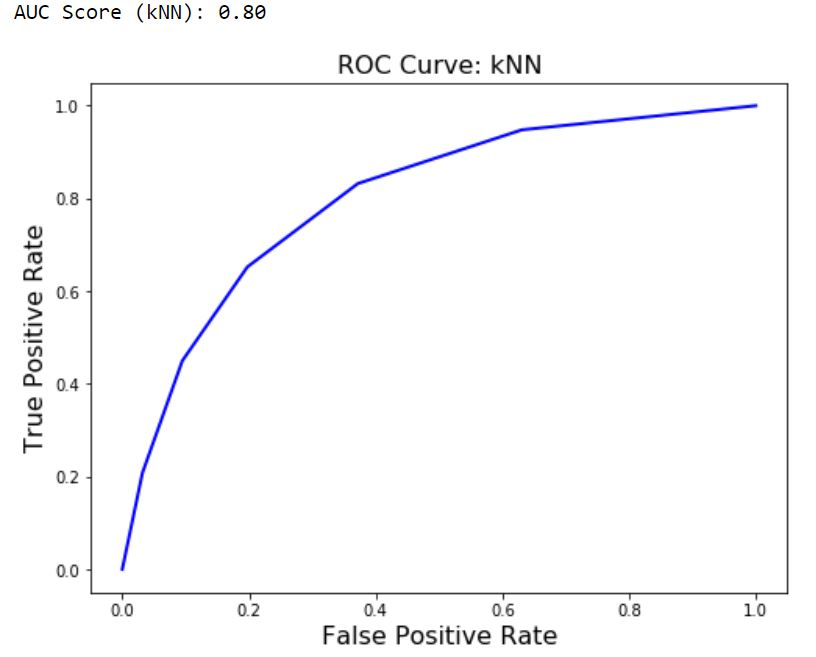 AUC Score (kNN): 0.80
ROC Curve: kNN
1.0
0.8
0.6
0.4
0.2
0.0
True Positive Rate
0.0 0.2 0.4 0.6 0.8 1.0
False Positive Rate